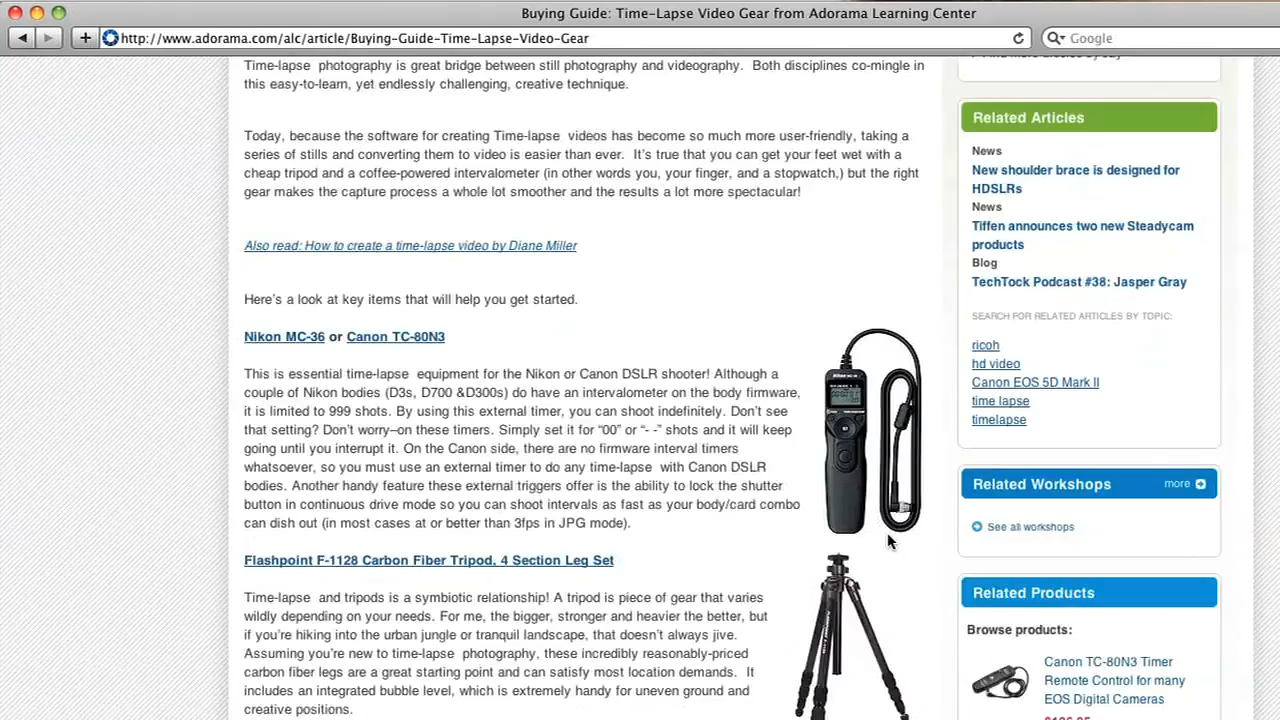 Buying Guide: Time-Lapse Video Gear from Adorama Learning Center
http://www.adorama.com/alc/article/Buying-Guide-Time-Lapse-Video-Gear
Google
Time-lapse photography is great bridge between still photography and videography. Both disciplines co-mingle in
this easy-to-learn, yet endlessly challenging, creative technique.
Today, because the software for creating Time-lapse videos has become so much more user-friendly, taking a
series of stills and converting them to video is easier than ever. It's true that you can get your feet wet with a
cheap tripod and a coffee-powered intervalometer (in other words you, your finger, and a stopwatch,) but the right
gear makes the capture process a whole lot smoother and the results a lot more spectacular!
Also read: How to create a time-lapse video by Diane Miller
Here's a look at key items that will help you get started.
Nikon MC-36 or Canon TC-80N3
This is essential time-lapse equipment for the Nikon or Canon DSLR shooter! Although a
couple of Nikon bodies (D3s, D700 &D300s) do have an intervalometer on the body firmware,
it is limited to 999 shots. By using this external timer, you can shoot indefinitely. Don't see
that setting? Don't worry–on these timers. Simply set it for "00" or "- -" shots and it will keep
going until you interrupt it. On the Canon side, there are no firmware interval timers
whatsoever, so you must use an external timer to do any time-lapse with Canon DSLR
bodies. Another handy feature these external triggers offer is the ability to lock the shutter
button in continuous drive mode so you can shoot intervals as fast as your body/card combo
can dish out (in most cases at or better than 3fps in JPG mode).
Flashpoint F-1128 Carbon Fiber Tripod, 4 Section Leg Set
Time-lapse and tripods is a symbiotic relationship! A tripod is piece of gear that varies
wildly depending on your needs. For me, the bigger, stronger and heavier the better, but
if you're hiking into the urban jungle or tranquil landscape, that doesn't always jive.
Assuming you're new to time-lapse photography, these incredibly reasonably-priced
carbon fiber legs are a great starting point and can satisfy most location demands. It
includes an integrated bubble level, which is extremely handy for uneven ground and
creative positions.
Related Articles
News
New shoulder brace is designed for
HDSLRs
News
Tiffen announces two new Steadycam
products
Blog
TechTock Podcast #38: Jasper Gray
SEARCH FOR RELATED ARTICLES BY TOPIC:
ricoh
hd video
Canon EOS 5D Mark II
time lapse
timelapse
Related Workshops
more
See all workshops
Related Products
Browse products:
Canon TC-80N3 Timer
Remote Control for many
EOS Digital Cameras